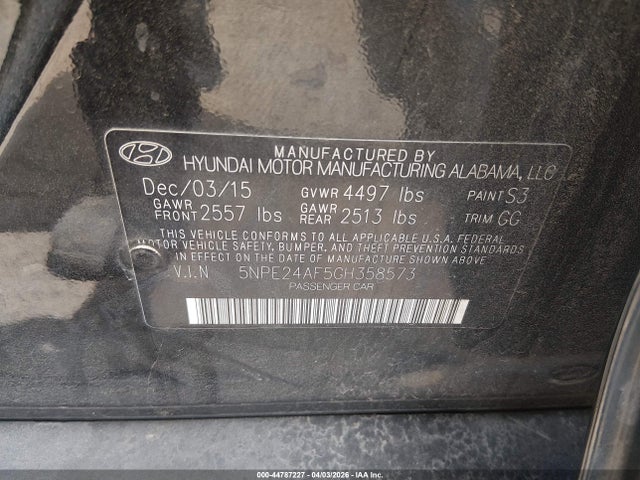 MANUFACTURED BY
HYUNDAI MOTOR MANUFACTURING ALABAMA, LLC
Dec/03/15 GVWR 4497 lbs PAINT S3
GAWR FRONT 2557 lbs GAWR REAR 2513 lbs TRIM GG
THIS VEHICLE CONFORMS TO ALL APPLICABLE U.S.A. FEDERAL
MOTOR VEHICLE SAFETY, BUMPER, AND THEFT PREVENTION STANDARDS
IN EFFECT ON THE DATE OF MANUFACTURE SHOWN ABOVE
V.I.N 5NPE24AF5GH358573
PASSENGER CAR
000-44787227 - 04/03/2026 - IAAI.COM